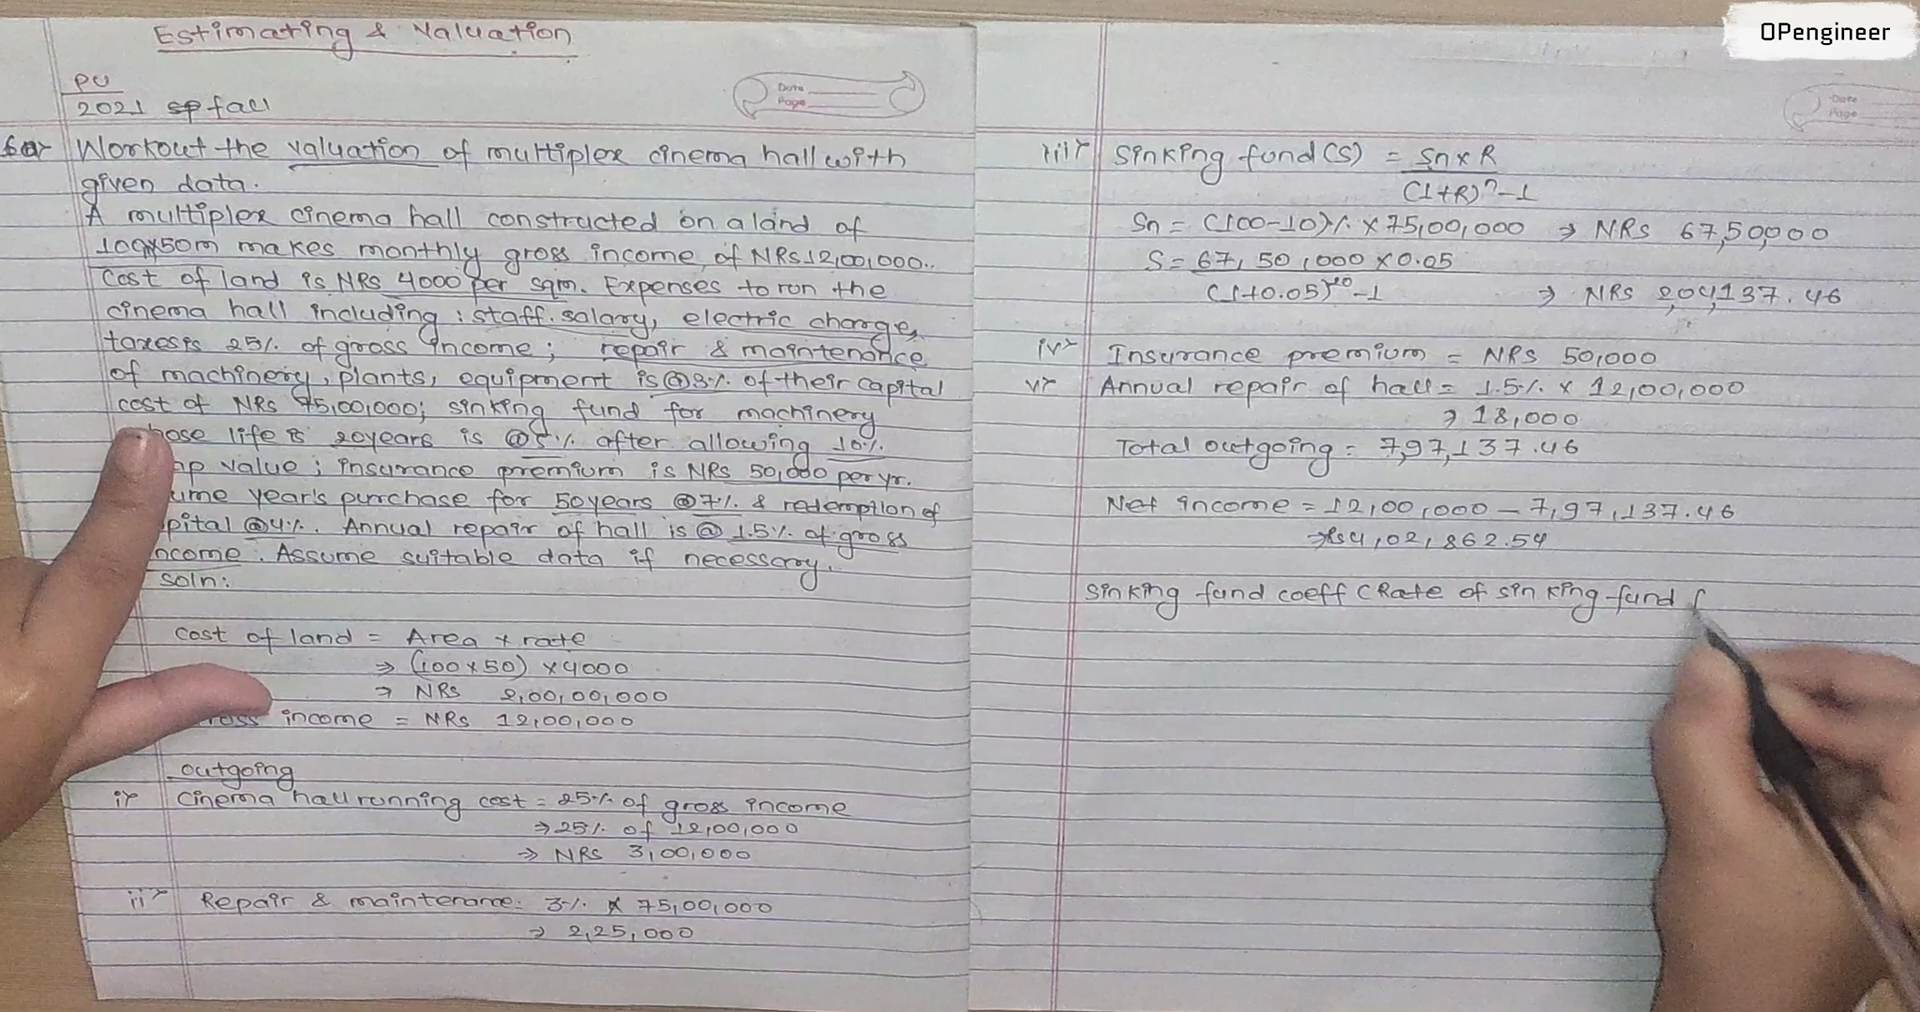 OPengineer
Estimating & Valuation
PU
2021 fall
Date
Page
Workout the valuation of multiplex cinema hall with
given data.
A multiplex cinema hall constructed on a land of
100x50m makes monthly gross income of NRs 12,00,000..
Cost of land is NRs 4000 per sqm. Expenses to run the
cinema hall including : staff. salary, electric charge,
taxes is 25% of gross income; repair & maintenance
of machinery, plants, equipment is @ 3% of their capital
cost of NRs 75,00,000; sinking fund for machinery
hose life is 20years is @ 5% after allowing 10%
ap value ; insurance premium is NRs 50,000 per yr.
ume year's purchase for 50years @ 7% & redemption of
pital @ 4%. Annual repair of hall is @ 1.5% of gross
ncome. Assume suitable data if necessary.
Soln:
Cost of land = Area x rate
⇒ (100x50) x4000
⇒ NRs 2,00,00,000
ross income = NRs 12,00,000
outgoing
i> Cinema hall running cost = 25% of gross income
⇒ 25% of 12,00,000
⇒ NRs 3,00,000
ii> Repair & maintenance: 3% x 75,00,000
⇒ 2,25,000
Date
Page
iii> Sinking fund (S) = Sn x R
(1+R)^n - 1
Sn = (100-10)% x 75,00,000 ⇒ NRs 67,50,000
S = 67,50,000 x 0.05
(1+0.05)^20 - 1 ⇒ NRs 2,04,137.46
iv> Insurance premium = NRs 50,000
v> Annual repair of hall = 1.5% x 12,00,000
⇒ 18,000
Total outgoing = 7,97,137.46
Net income = 12,00,000 - 7,97,137.46
⇒ Rs 4,02,862.54
Sinking fund coeff (Rate of sinking fund